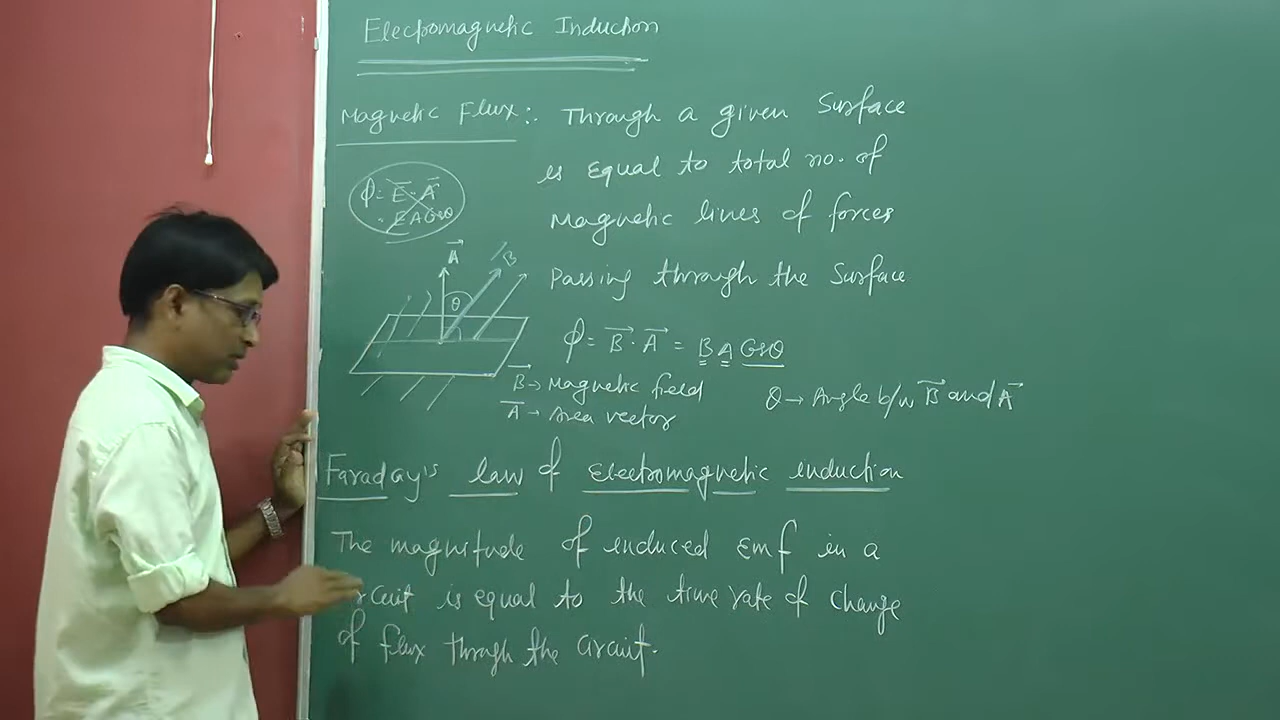 Electromagnetic Induction
Magnetic Flux:. Through a given Surface
is Equal to total no. of
Magnetic lines of forces
Passing through the Surface
ϕ = E⃗ · A⃗
= EA Cosθ
A⃗
B
θ
ϕ = B⃗ · A⃗ = B A Cosθ
B⃗ → Magnetic field
A⃗ → Area vector
θ → Angle b/w B⃗ and A⃗
Faraday's law of Electromagnetic induction
The magnitude of induced Emf in a
circuit is equal to the time rate of change
of flux through the circuit.